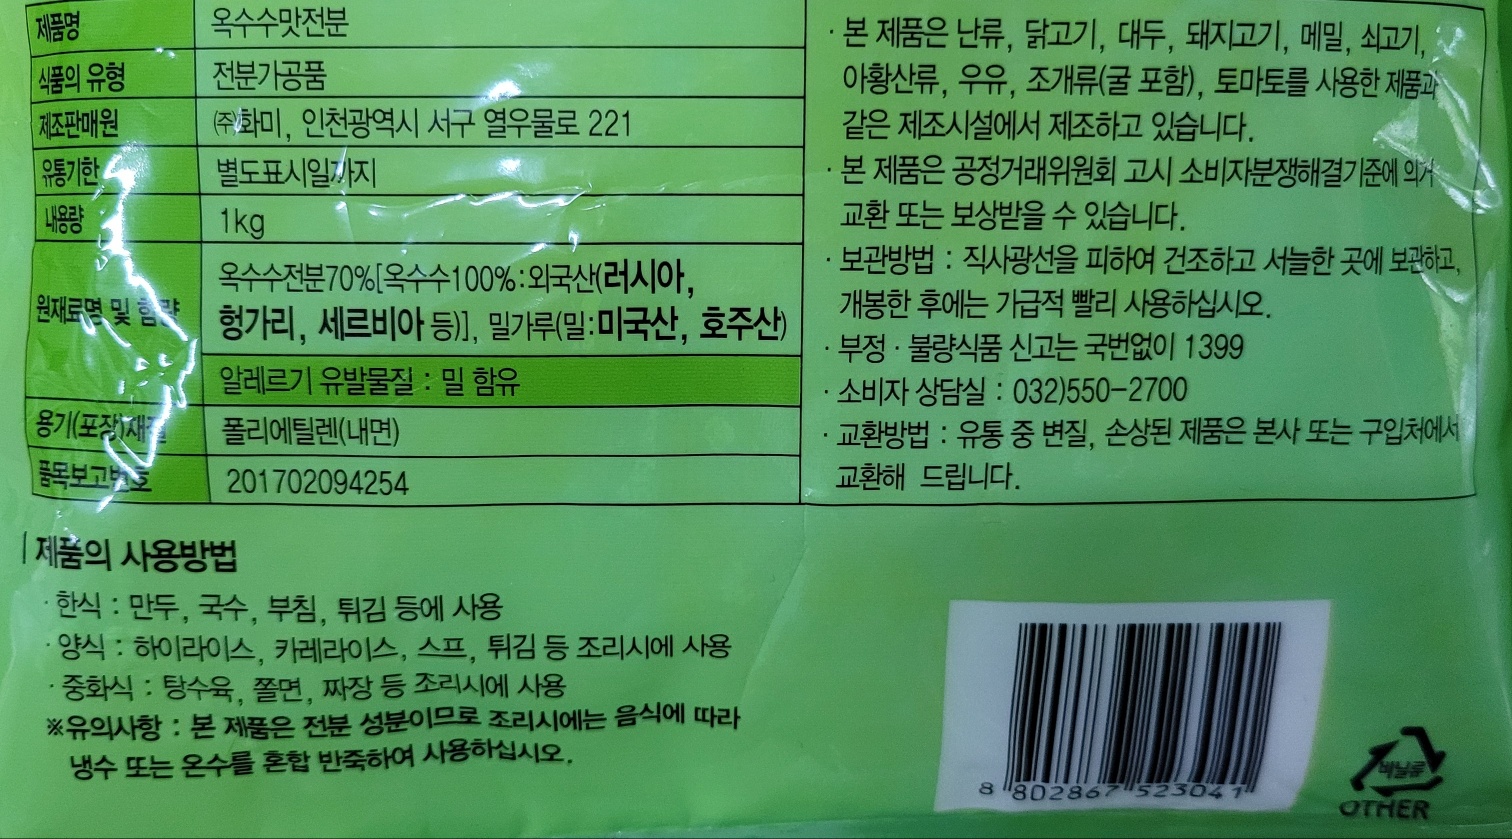 제품명 옥수수맛전분
식품의 유형 전분가공품
제조판매원 ㈜화미, 인천광역시 서구 열우물로 221
유통기한 별도표시일까지
내용량 1kg
원재료명 및 함량 옥수수전분70%[옥수수100%:외국산(러시아,
헝가리, 세르비아 등)], 밀가루(밀:미국산, 호주산)
알레르기 유발물질 : 밀 함유
용기(포장)재질 폴리에틸렌(내면)
품목보고번호 201702094254
· 본 제품은 난류, 닭고기, 대두, 돼지고기, 메밀, 쇠고기,
아황산류, 우유, 조개류(굴 포함), 토마토를 사용한 제품과
같은 제조시설에서 제조하고 있습니다.
· 본 제품은 공정거래위원회 고시 소비자분쟁해결기준에 의거
교환 또는 보상받을 수 있습니다.
· 보관방법 : 직사광선을 피하여 건조하고 서늘한 곳에 보관하고,
개봉한 후에는 가급적 빨리 사용하십시오.
· 부정 · 불량식품 신고는 국번없이 1399
· 소비자 상담실 : 032)550-2700
· 교환방법 : 유통 중 변질, 손상된 제품은 본사 또는 구입처에서
교환해 드립니다.
제품의 사용방법
· 한식 : 만두, 국수, 부침, 튀김 등에 사용
· 양식 : 하이라이스, 카레라이스, 스프, 튀김 등 조리시에 사용
· 중화식 : 탕수육, 쫄면, 짜장 등 조리시에 사용
※유의사항 : 본 제품은 전분 성분이므로 조리시에는 음식에 따라
냉수 또는 온수를 혼합 반죽하여 사용하십시오.
8 802867 523041
비닐류
OTHER